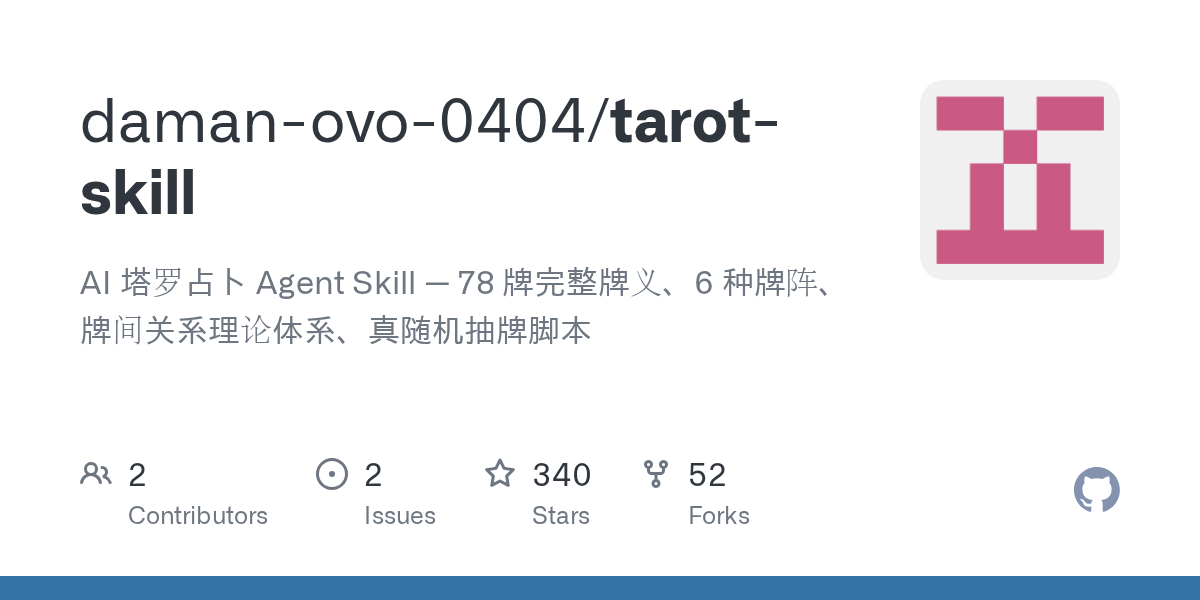 daman-ovo-0404/tarot-
skill
AI 塔罗占卜 Agent Skill — 78 牌完整牌义、6 种牌阵、
牌间关系理论体系、真随机抽牌脚本
2 2 340 52
Contributors Issues Stars Forks